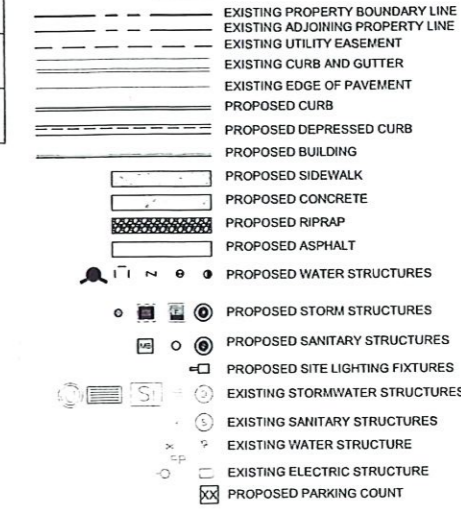 EXISTING PROPERTY BOUNDARY LINE
EXISTING ADJOINING PROPERTY LINE
EXISTING UTILITY EASEMENT
EXISTING CURB AND GUTTER
EXISTING EDGE OF PAVEMENT
PROPOSED CURB
PROPOSED DEPRESSED CURB
PROPOSED BUILDING
PROPOSED SIDEWALK
PROPOSED CONCRETE
PROPOSED RIPRAP
PROPOSED ASPHALT
PROPOSED WATER STRUCTURES
PROPOSED STORM STRUCTURES
MB PROPOSED SANITARY STRUCTURES
PROPOSED SITE LIGHTING FIXTURES
EXISTING STORMWATER STRUCTURES
S EXISTING SANITARY STRUCTURES
EXISTING WATER STRUCTURE
EXISTING ELECTRIC STRUCTURE
XX PROPOSED PARKING COUNT